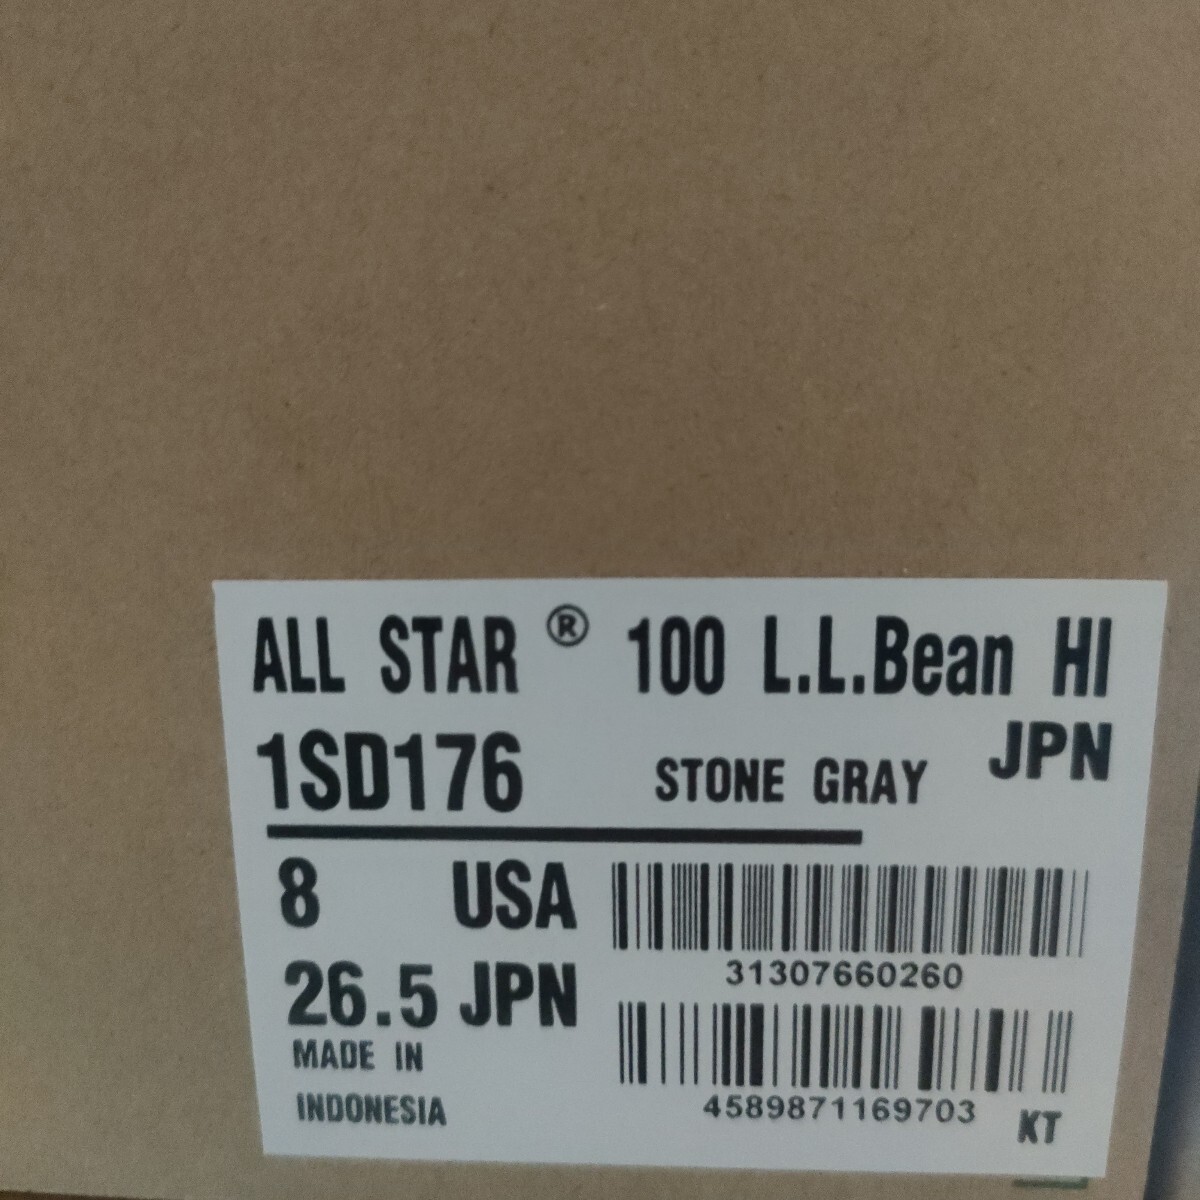 ALL STAR ® 100 L.L.Bean HI
1SD176 STONE GRAY JPN
8 USA
31307660260
26.5 JPN
MADE IN
INDONESIA
4589871169703 KT